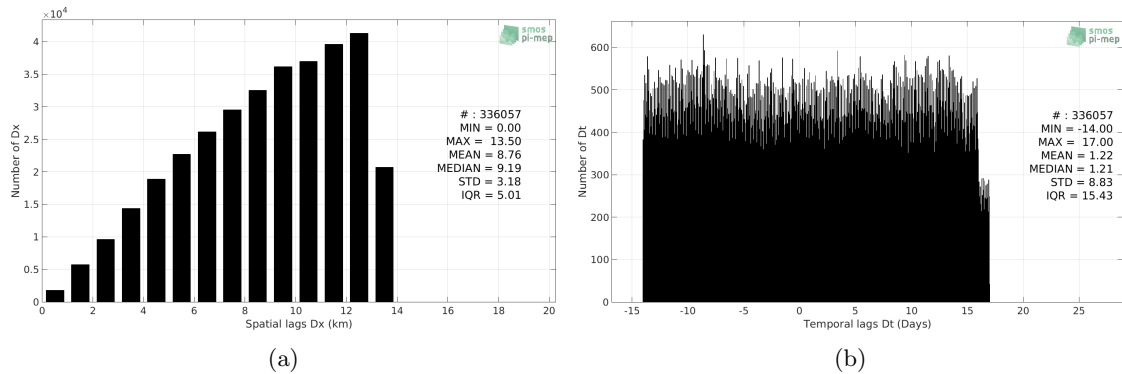 ×10⁴
4
3.5
3
2.5
2
1.5
1
0.5
0
Number of Dx
0 2 4 6 8 10 12 14 16 18 20
Spatial lags Dx (km)
smos
pi-mep
# : 336057
MIN = 0.00
MAX = 13.50
MEAN = 8.76
MEDIAN = 9.19
STD = 3.18
IQR = 5.01
(a)
600
500
400
300
200
100
0
Number of Dt
-15 -10 -5 0 5 10 15 20 25
Temporal lags Dt (Days)
smos
pi-mep
# : 336057
MIN = -14.00
MAX = 17.00
MEAN = 1.22
MEDIAN = 1.21
STD = 8.83
IQR = 15.43
(b)